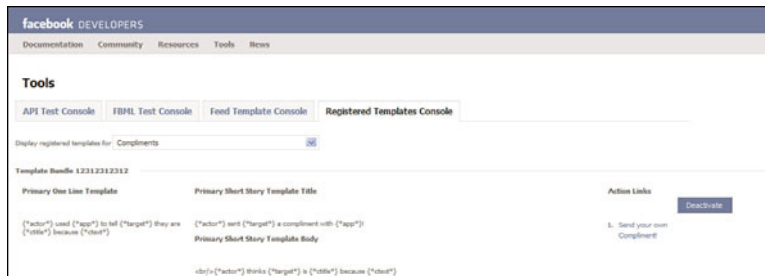 facebook DEVELOPERS
Documentation Community Resources Tools News
Tools
API Test Console FBML Test Console Feed Template Console Registered Templates Console
Display registered templates for Compliments
Template Bundle 12312312312
Primary One Line Template Primary Short Story Template Title Action Links
Deactivate
{*actor*} used {*app*} to tell {*target*} they are {*actor*} sent {*target*} a compliment with {*app*}! 1. Send your own
{*ctitle*} because {*ctext*} Compliment!
Primary Short Story Template Body
<br/>{*actor*} thinks {*target*} is {*ctitle*} because {*ctext*}